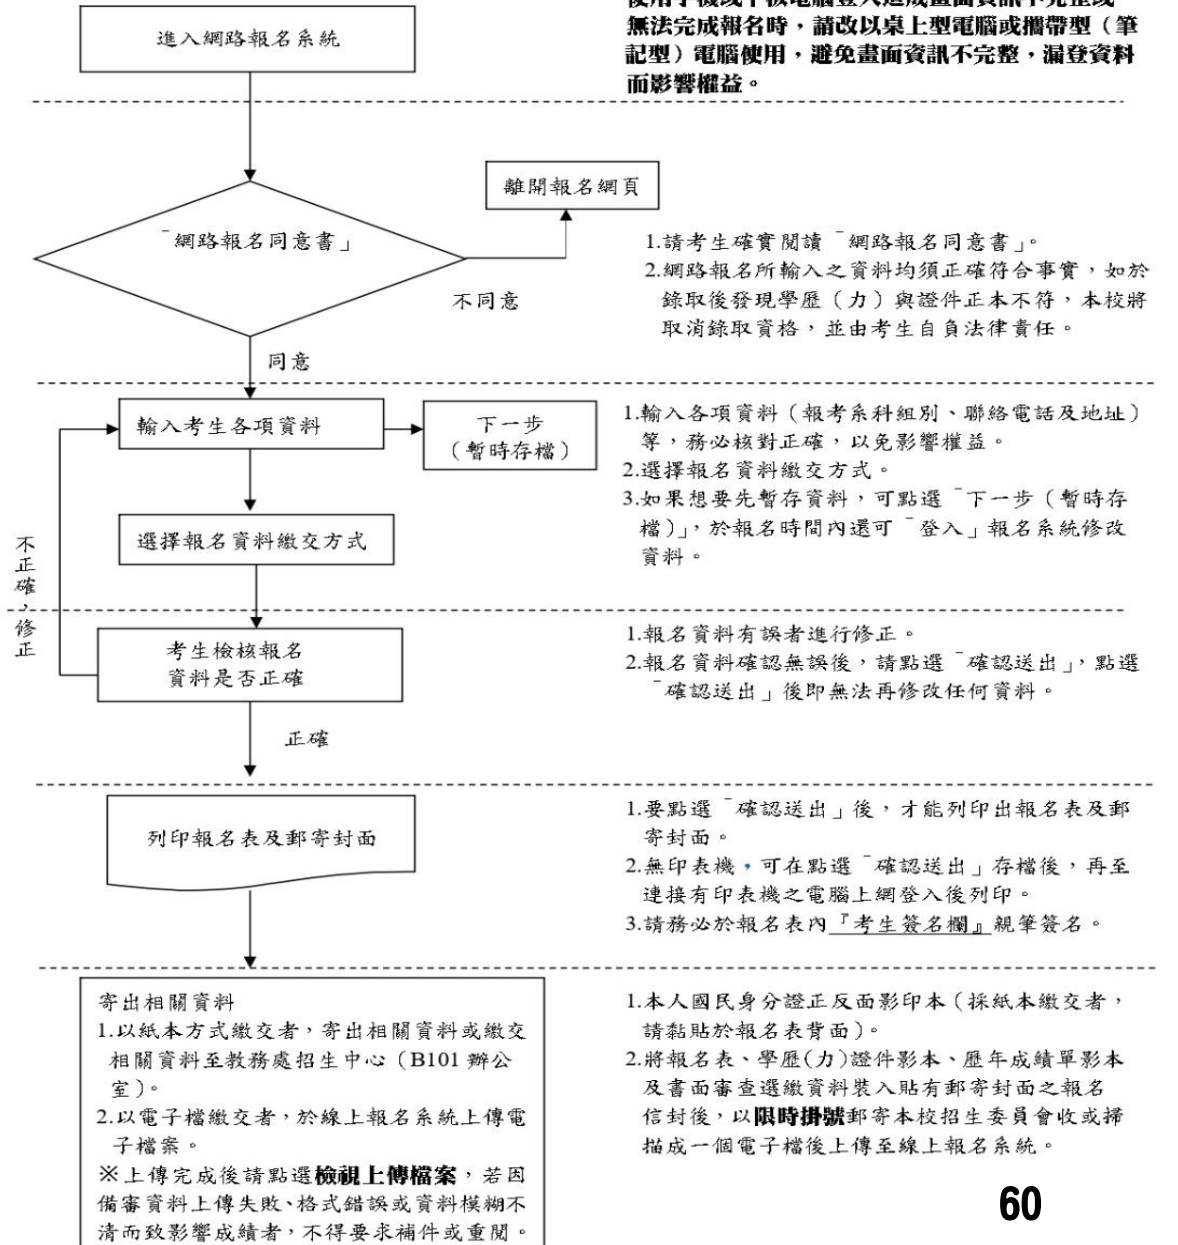 進入網路報名系統
使用手機或平板電腦登入造成畫面資訊不完整或
無法完成報名時，請改以桌上型電腦或攜帶型（筆
記型）電腦使用，避免畫面資訊不完整，漏登資料
而影響權益。
離開報名網頁
「網路報名同意書」
不同意
同意
1.請考生確實閱讀「網路報名同意書」。
2.網路報名所輸入之資料均須正確符合事實，如於
錄取後發現學歷（力）與證件正本不符，本校將
取消錄取資格，並由考生自負法律責任。
輸入考生各項資料
下一步
（暫時存檔）
選擇報名資料繳交方式
1.輸入各項資料（報考系科組別、聯絡電話及地址）
等，務必核對正確，以免影響權益。
2.選擇報名資料繳交方式。
3.如果想要先暫存資料，可點選「下一步（暫時存
檔）」，於報名時間內還可「登入」報名系統修改
資料。
不正確，修正
考生檢核報名
資料是否正確
正確
1.報名資料有誤者進行修正。
2.報名資料確認無誤後，請點選「確認送出」，點選
「確認送出」後即無法再修改任何資料。
列印報名表及郵寄封面
1.要點選「確認送出」後，才能列印出報名表及郵
寄封面。
2.無印表機，可在點選「確認送出」存檔後，再至
連接有印表機之電腦上網登入後列印。
3.請務必於報名表內『考生簽名欄』親筆簽名。
寄出相關資料
1.以紙本方式繳交者，寄出相關資料或繳交
相關資料至教務處招生中心（B101 辦公
室）。
2.以電子檔繳交者，於線上報名系統上傳電
子檔案。
※上傳完成後請點選檢視上傳檔案，若因
備審資料上傳失敗、格式錯誤或資料模糊不
清而致影響成績者，不得要求補件或重閱。
1.本人國民身分證正反面影印本（採紙本繳交者，
請黏貼於報名表背面）。
2.將報名表、學歷(力)證件影本、歷年成績單影本
及書面審查選繳資料裝入貼有郵寄封面之報名
信封後，以限時掛號郵寄本校招生委員會收或掃
描成一個電子檔後上傳至線上報名系統。
60